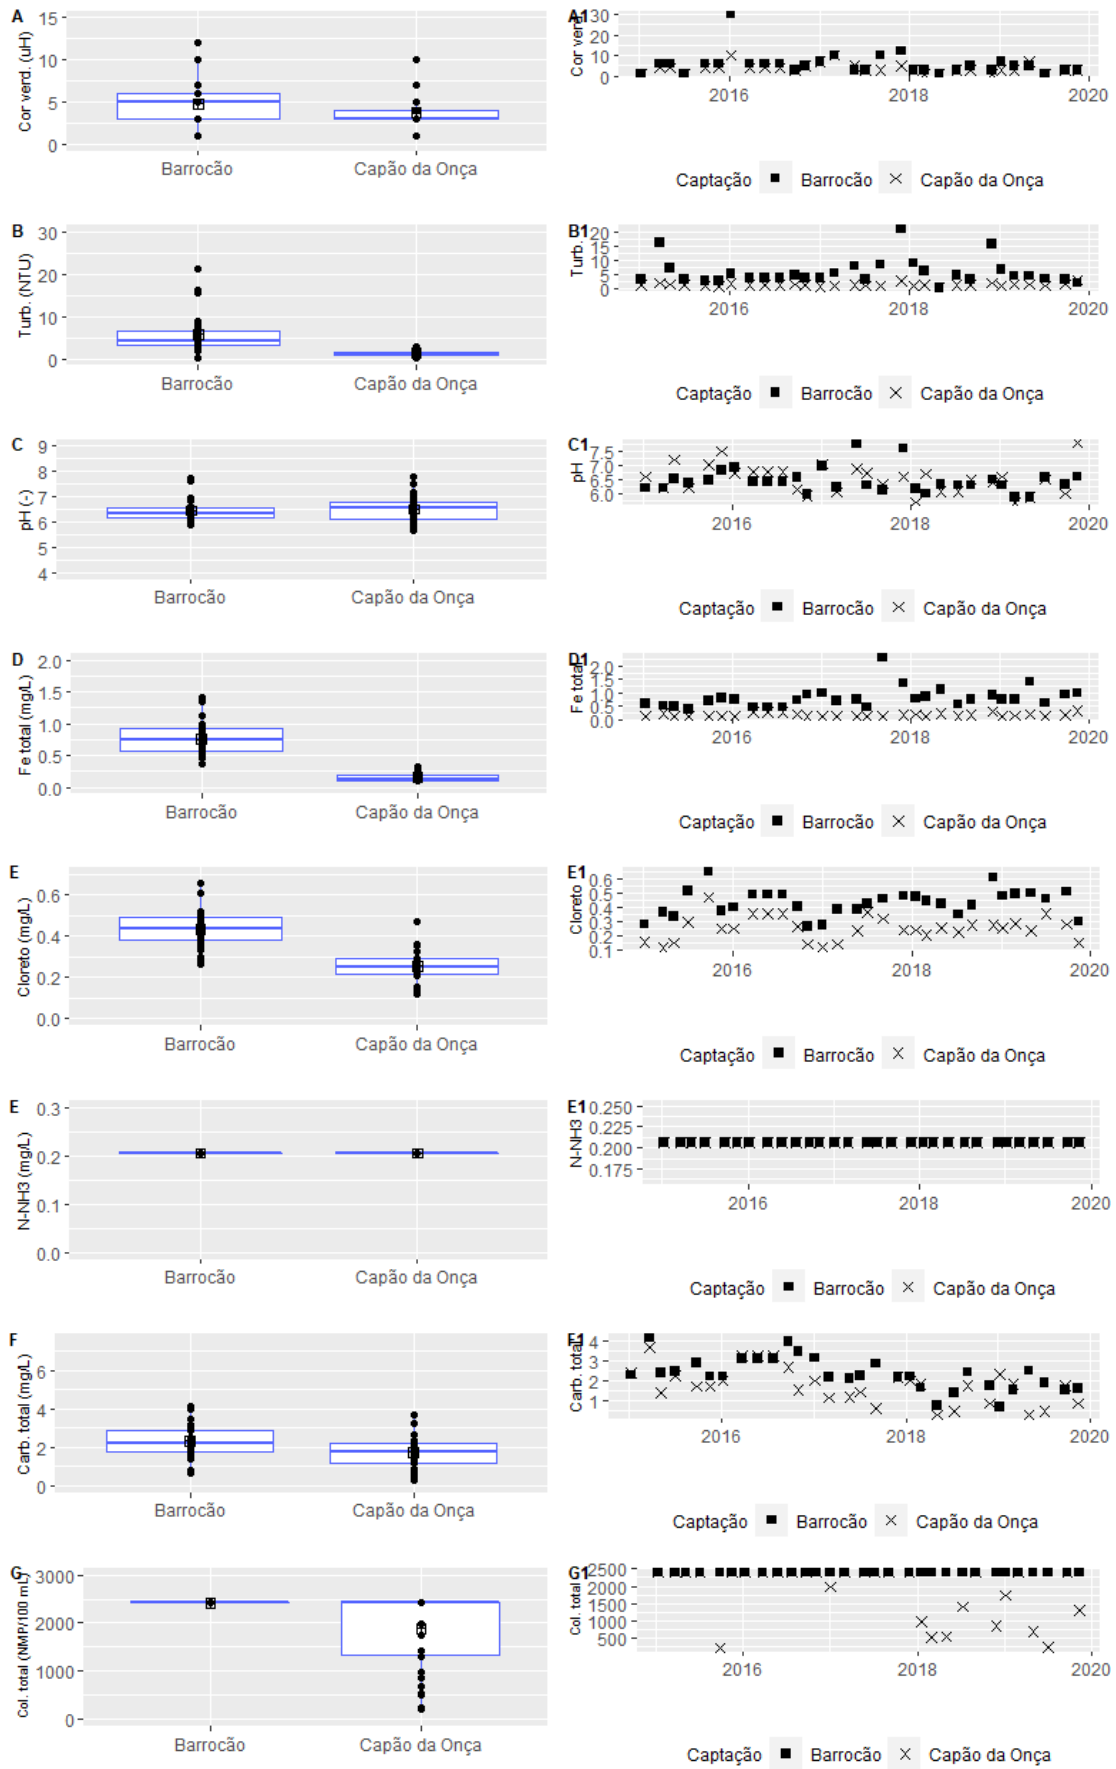 A
Cor verd. (uH)
15
10
5
0
Barrocão
Capão da Onça
A1
Cor verd.
30
20
10
0
2016
2018
2020
Captação Barrocão Capão da Onça
B
Turb. (NTU)
30
20
10
0
Barrocão
Capão da Onça
B1
Turb.
20
15
10
5
0
2016
2018
2020
Captação Barrocão Capão da Onça
C
pH (-)
9
8
7
6
5
4
Barrocão
Capão da Onça
C1
pH
7.5
7.0
6.5
6.0
2016
2018
2020
Captação Barrocão Capão da Onça
D
Fe total (mg/L)
2.0
1.5
1.0
0.5
0.0
Barrocão
Capão da Onça
D1
Fe total
2.0
1.5
1.0
0.5
0.0
2016
2018
2020
Captação Barrocão Capão da Onça
E
Cloreto (mg/L)
0.6
0.4
0.2
0.0
Barrocão
Capão da Onça
E1
Cloreto
0.6
0.5
0.4
0.3
0.2
0.1
2016
2018
2020
Captação Barrocão Capão da Onça
E
N-NH3 (mg/L)
0.3
0.2
0.1
0.0
Barrocão
Capão da Onça
E1
N-NH3
0.250
0.225
0.200
0.175
2016
2018
2020
Captação Barrocão Capão da Onça
F
Carb. total (mg/L)
6
4
2
0
Barrocão
Capão da Onça
F1
Carb. total
4
3
2
1
2016
2018
2020
Captação Barrocão Capão da Onça
G
Col. total (NMP/100 mL)
3000
2000
1000
0
Barrocão
Capão da Onça
G1
Col. total
2500
2000
1500
1000
500
2016
2018
2020
Captação Barrocão Capão da Onça